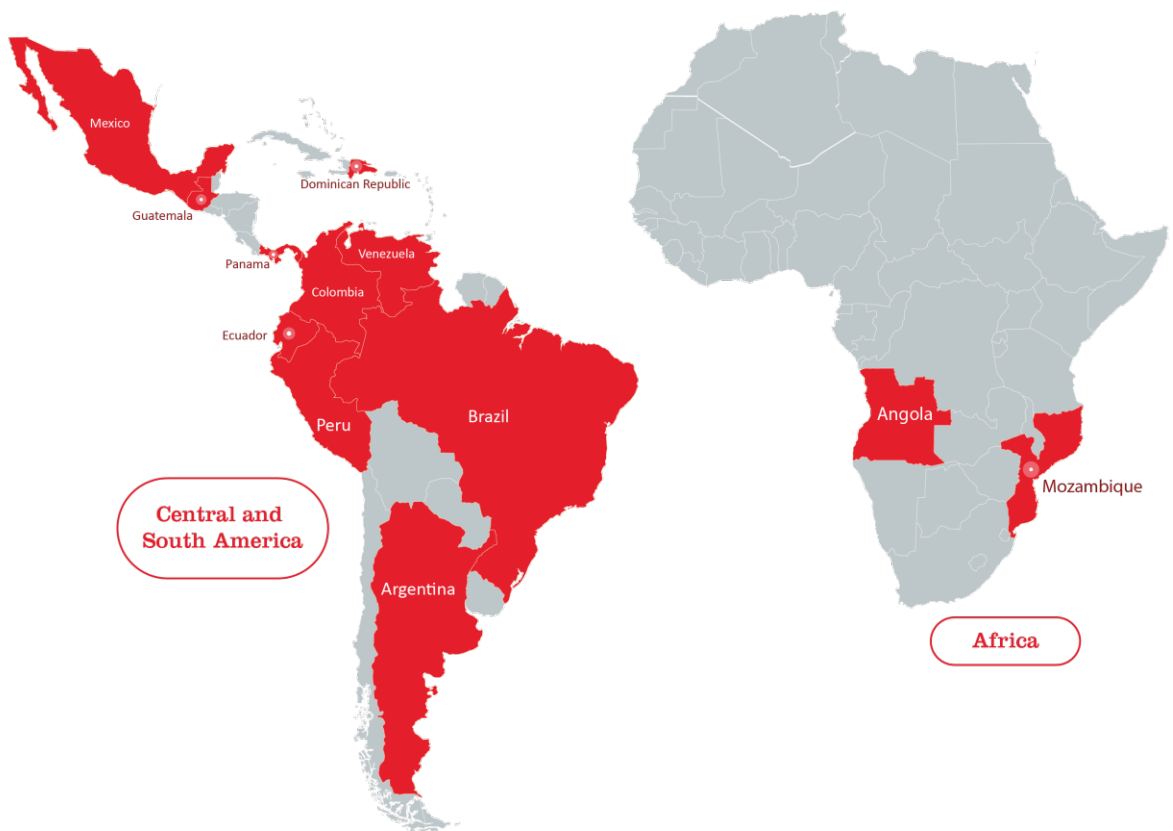 Mexico
Dominican Republic
Guatemala
Venezuela
Panama
Colombia
Ecuador
Peru
Brazil
Central and
South America
Argentina
Angola
Mozambique
Africa